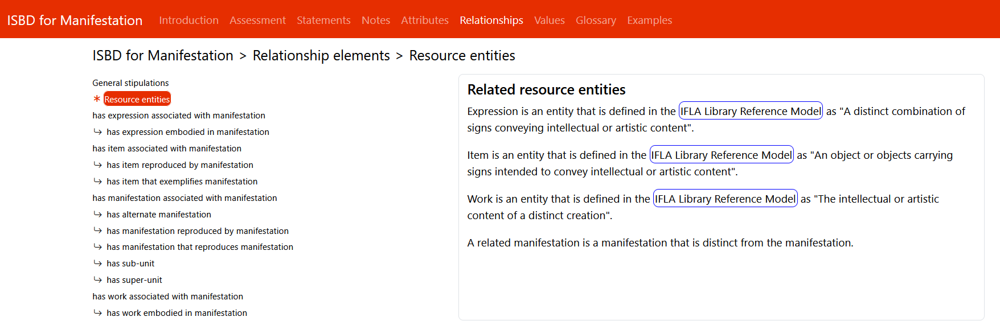 ISBD for Manifestation Introduction Assessment Statements Notes Attributes Relationships Values Glossary Examples
ISBD for Manifestation > Relationship elements > Resource entities
General stipulations
* Resource entities
has expression associated with manifestation
↳ has expression embodied in manifestation
has item associated with manifestation
↳ has item reproduced by manifestation
↳ has item that exemplifies manifestation
has manifestation associated with manifestation
↳ has alternate manifestation
↳ has manifestation reproduced by manifestation
↳ has manifestation that reproduces manifestation
↳ has sub-unit
↳ has super-unit
has work associated with manifestation
↳ has work embodied in manifestation
Related resource entities
Expression is an entity that is defined in the IFLA Library Reference Model as "A distinct combination of
signs conveying intellectual or artistic content".
Item is an entity that is defined in the IFLA Library Reference Model as "An object or objects carrying
signs intended to convey intellectual or artistic content".
Work is an entity that is defined in the IFLA Library Reference Model as "The intellectual or artistic
content of a distinct creation".
A related manifestation is a manifestation that is distinct from the manifestation.